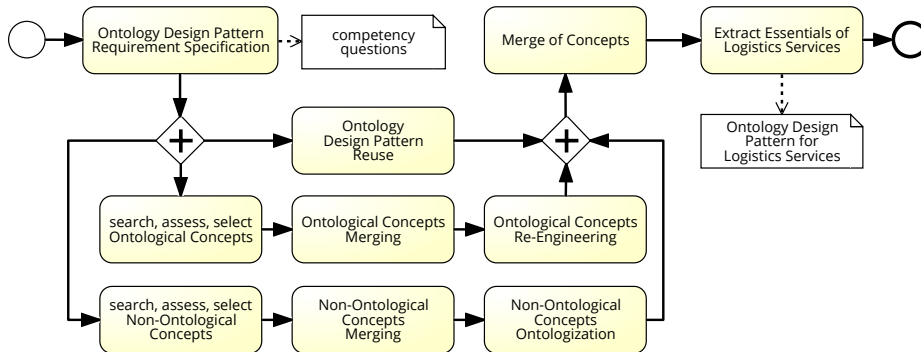 Ontology Design Pattern
Requirement Specification
competency
questions
Merge of Concepts
Extract Essentials of
Logistics Services
Ontology
Design Pattern
Reuse
Ontology Design
Pattern for
Logistics Services
search, assess, select
Ontological Concepts
Ontological Concepts
Merging
Ontological Concepts
Re-Engineering
search, assess, select
Non-Ontological
Concepts
Non-Ontological
Concepts
Merging
Non-Ontological
Concepts
Ontologization